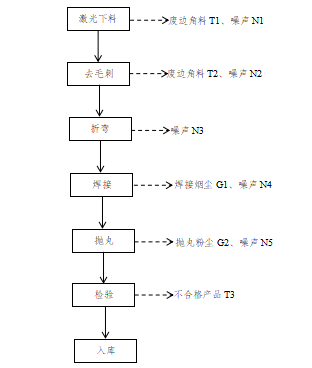 激光下料
废边角料 T1、噪声 N1
去毛刺
废边角料 T2、噪声 N2
折弯
噪声 N3
焊接
焊接烟尘 G1、噪声 N4
抛丸
抛丸粉尘 G2、噪声 N5
检验
不合格产品 T3
入库